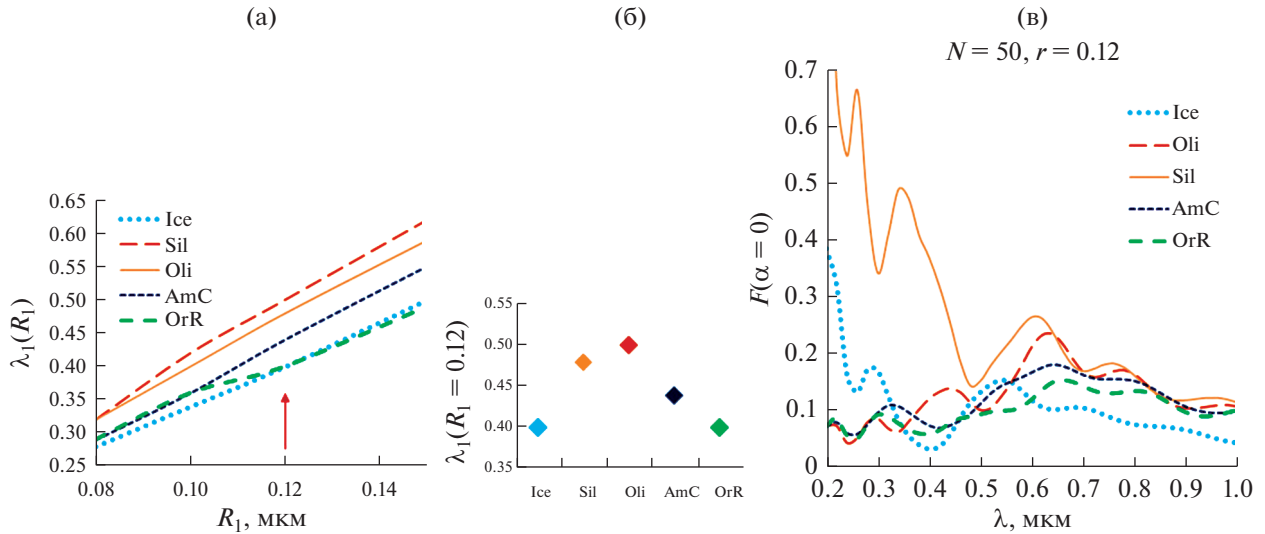 (а)
0.65
0.60
0.55
0.50
0.45
0.40
0.35
0.30
0.25
0.08
0.10
0.12
0.14
λ₁(R₁)
R₁, мкм
Ice
Sil
Oli
AmC
OrR
(б)
0.55
0.50
0.45
0.40
0.35
λ₁(R₁ = 0.12)
Ice
Sil
Oli
AmC
OrR
(в)
N = 50, r = 0.12
0.7
0.6
0.5
0.4
0.3
0.2
0.1
0
F(α = 0)
0.2
0.3
0.4
0.5
0.6
0.7
0.8
0.9
1.0
λ, мкм
Ice
Oli
Sil
AmC
OrR